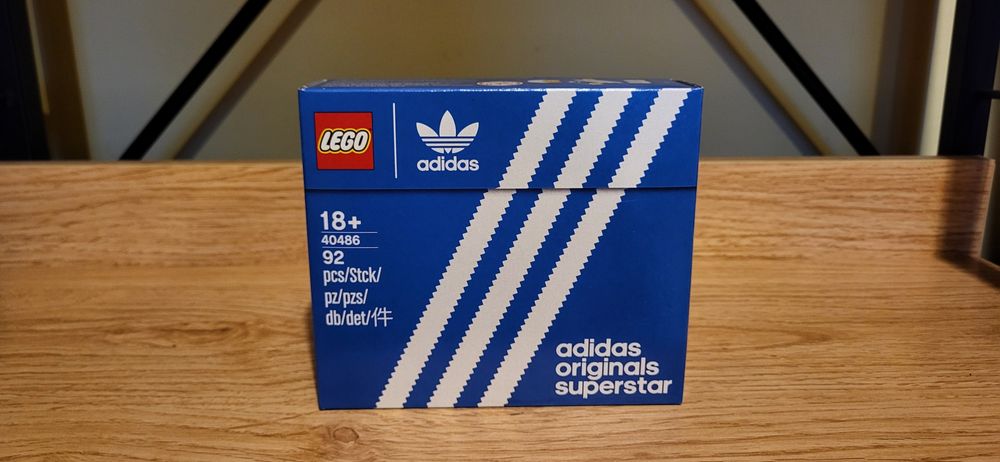 LEGO
adidas
18+
40486
92
pcs/Stck/
pz/pzs/
db/det/件
adidas
originals
superstar